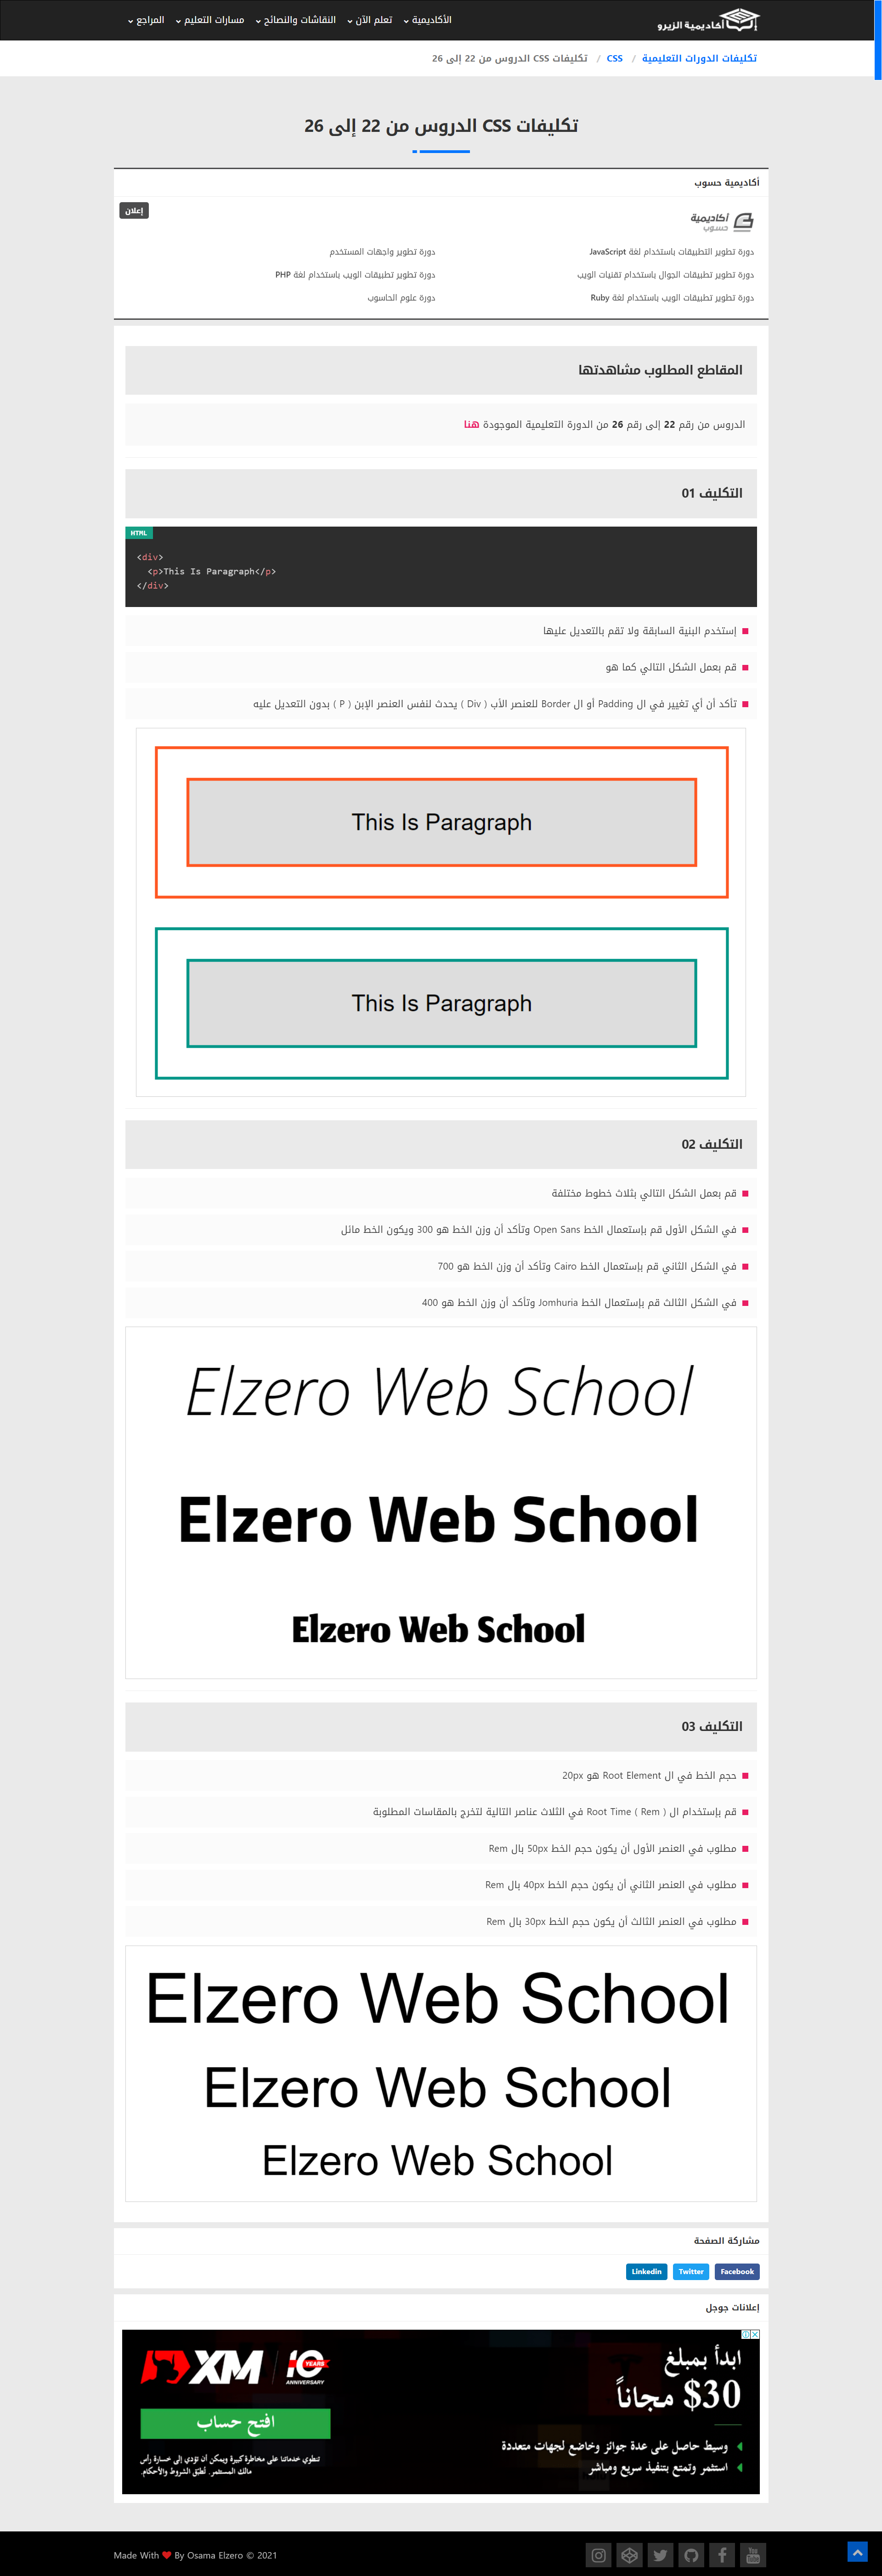 أكاديمية الزيرو
الأكاديمية
تعلم الآن
النقاشات والنصائح
مسارات التعليم
المراجع
تكليفات الدورات التعليمية / CSS / تكليفات CSS الدروس من 22 إلى 26
تكليفات CSS الدروس من 22 إلى 26
أكاديمية حسوب
إعلان
أكاديمية
حسوب
دورة تطوير التطبيقات باستخدام لغة JavaScript
دورة تطوير واجهات المستخدم
دورة تطوير تطبيقات الجوال باستخدام تقنيات الويب
دورة تطوير تطبيقات الويب باستخدام لغة PHP
دورة تطوير تطبيقات الويب باستخدام لغة Ruby
دورة علوم الحاسوب
المقاطع المطلوب مشاهدتها
الدروس من رقم 22 إلى رقم 26 من الدورة التعليمية الموجودة هنا
التكليف 01
HTML
<div>
<p>This Is Paragraph</p>
</div>
إستخدم البنية السابقة ولا تقم بالتعديل عليها
قم بعمل الشكل التالي كما هو
تأكد أن أي تغيير في ال Padding أو ال Border للعنصر الأب ( Div ) يحدث لنفس العنصر الإبن ( P ) بدون التعديل عليه
This Is Paragraph
This Is Paragraph
التكليف 02
قم بعمل الشكل التالي بثلاث خطوط مختلفة
في الشكل الأول قم بإستعمال الخط Open Sans وتأكد أن وزن الخط هو 300 ويكون الخط مائل
في الشكل الثاني قم بإستعمال الخط Cairo وتأكد أن وزن الخط هو 700
في الشكل الثالث قم بإستعمال الخط Jomhuria وتأكد أن وزن الخط هو 400
Elzero Web School
Elzero Web School
Elzero Web School
التكليف 03
حجم الخط في ال Root Element هو 20px
قم بإستخدام ال Root Time ( Rem ) في الثلاث عناصر التالية لتخرج بالمقاسات المطلوبة
مطلوب في العنصر الأول أن يكون حجم الخط 50px بال Rem
مطلوب في العنصر الثاني أن يكون حجم الخط 40px بال Rem
مطلوب في العنصر الثالث أن يكون حجم الخط 30px بال Rem
Elzero Web School
Elzero Web School
Elzero Web School
مشاركة الصفحة
Facebook
Twitter
Linkedin
إعلانات جوجل
XM
10 YEARS
ANNIVERSARY
ابدأ بمبلغ
$30 مجاناً
افتح حساب
وسيط حاصل على عدة جوائز وخاضع لجهات متعددة
استثمر وتمتع بتنفيذ سريع ومباشر
تنطوي خدماتنا على مخاطرة كبيرة ويمكن أن تؤدي إلى خسارة رأس
مالك المستثمر. تُطبّق الشروط والأحكام.
Made With ❤ By Osama Elzero © 2021
You
Tube